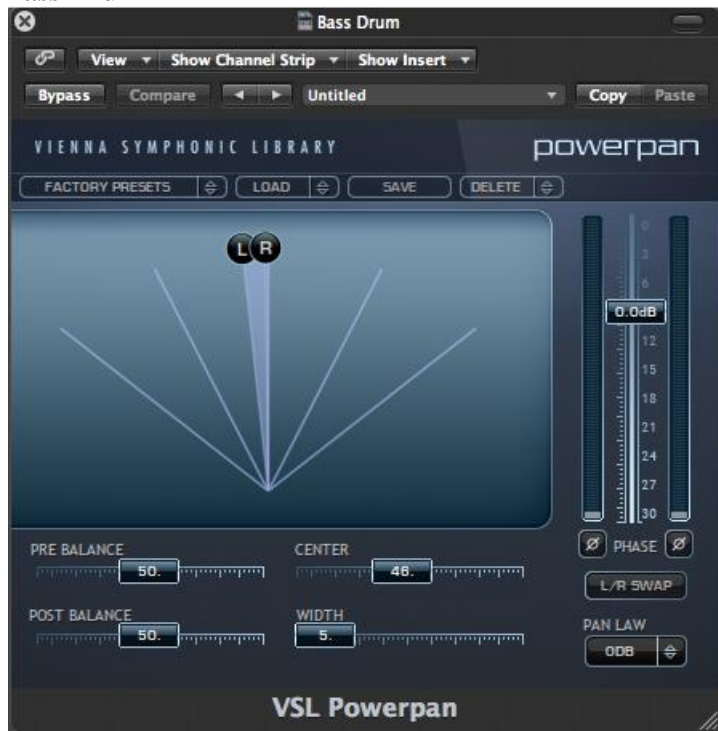 Bass Drum
View Show Channel Strip Show Insert
Bypass Compare Untitled Copy Paste
VIENNA SYMPHONIC LIBRARY powerpan
FACTORY PRESETS LOAD SAVE DELETE
L R
0
3
6
0.0dB
12
15
18
21
24
27
30
PRE BALANCE CENTER Ø PHASE Ø
50. 46.
L/R SWAP
POST BALANCE WIDTH PAN LAW
50. 5. 0DB
VSL Powerpan